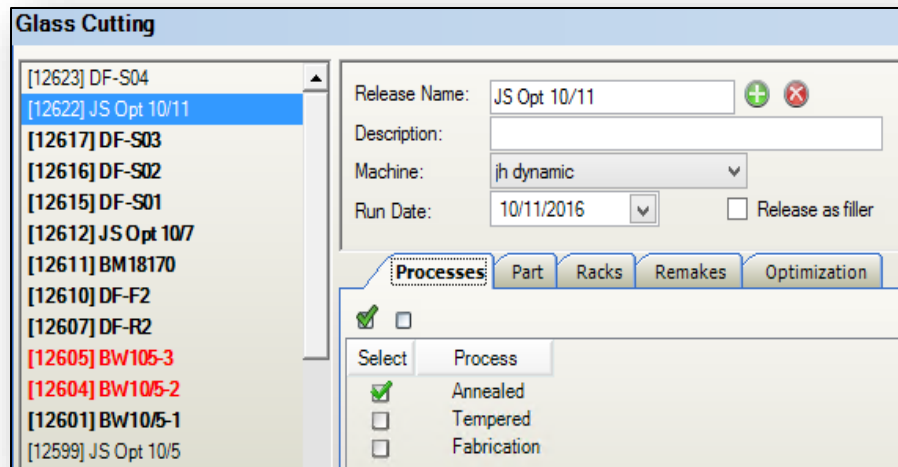 Glass Cutting
[12623] DF-S04
[12622] JS Opt 10/11
[12617] DF-S03
[12616] DF-S02
[12615] DF-S01
[12612] JS Opt 10/7
[12611] BM18170
[12610] DF-F2
[12607] DF-R2
[12605] BW105-3
[12604] BW10/5-2
[12601] BW10/5-1
[12599] JS Opt 10/5
Release Name: JS Opt 10/11
Description:
Machine: jh dynamic
Run Date: 10/11/2016 Release as filler
Processes Part Racks Remakes Optimization
Select Process
Annealed
Tempered
Fabrication